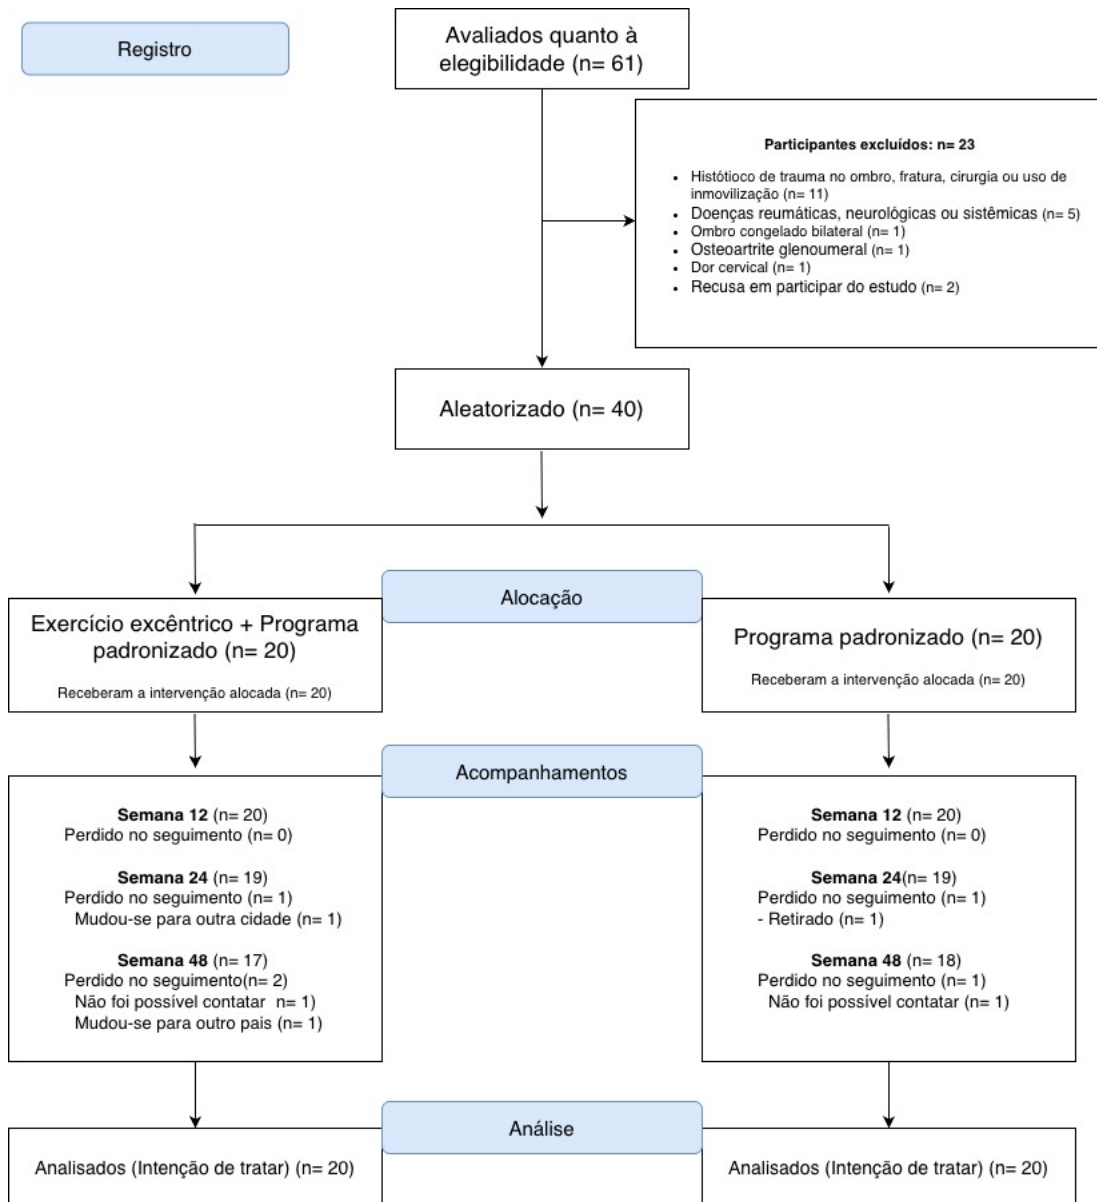 Registro
Avaliados quanto à
elegibilidade (n= 61)
Participantes excluídos: n= 23
• Histótioco de trauma no ombro, fratura, cirurgia ou uso de
inmovilização (n= 11)
• Doenças reumáticas, neurológicas ou sistêmicas (n= 5)
• Ombro congelado bilateral (n= 1)
• Osteoartrite glenoumeral (n= 1)
• Dor cervical (n= 1)
• Recusa em participar do estudo (n= 2)
Aleatorizado (n= 40)
Alocação
Exercício excêntrico + Programa
padronizado (n= 20)
Receberam a intervenção alocada (n= 20)
Programa padronizado (n= 20)
Receberam a intervenção alocada (n= 20)
Acompanhamentos
Semana 12 (n= 20)
Perdido no seguimento (n= 0)
Semana 24 (n= 19)
Perdido no seguimento (n= 1)
Mudou-se para outra cidade (n= 1)
Semana 48 (n= 17)
Perdido no seguimento(n= 2)
Não foi possível contatar n= 1)
Mudou-se para outro pais (n= 1)
Semana 12 (n= 20)
Perdido no seguimento (n= 0)
Semana 24(n= 19)
Perdido no seguimento (n= 1)
- Retirado (n= 1)
Semana 48 (n= 18)
Perdido no seguimento (n= 1)
Não foi possível contatar (n= 1)
Análise
Analisados (Intenção de tratar) (n= 20)
Analisados (Intenção de tratar) (n= 20)